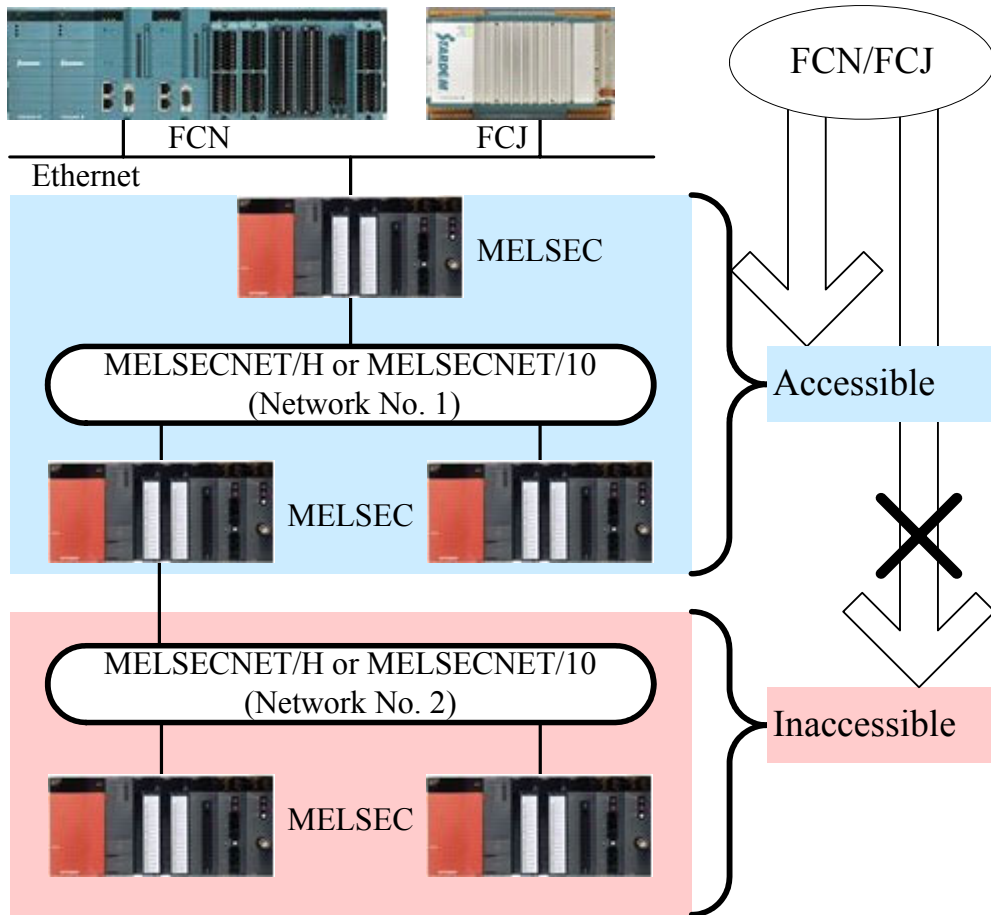 STARDOM
FCN/FCJ
FCN
FCJ
Ethernet
MELSEC
MELSECNET/H or MELSECNET/10
(Network No. 1)
Accessible
MELSEC
MELSECNET/H or MELSECNET/10
(Network No. 2)
Inaccessible
MELSEC